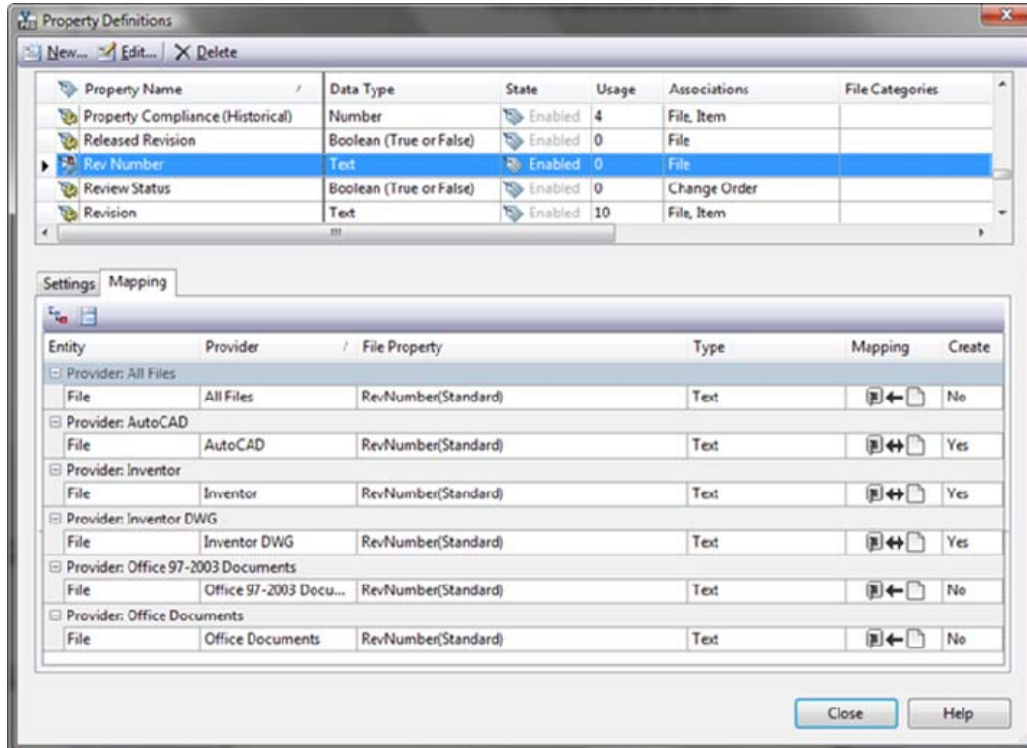 Property Definitions
New... Edit... Delete
Property Name Data Type State Usage Associations File Categories
Property Compliance (Historical) Number Enabled 4 File, Item
Released Revision Boolean (True or False) Enabled 0 File
Rev Number Text Enabled 0 File
Review Status Boolean (True or False) Enabled 0 Change Order
Revision Text Enabled 10 File, Item
Settings Mapping
Entity Provider File Property Type Mapping Create
Provider: All Files
File All Files RevNumber(Standard) Text No
Provider: AutoCAD
File AutoCAD RevNumber(Standard) Text Yes
Provider: Inventor
File Inventor RevNumber(Standard) Text Yes
Provider: Inventor DWG
File Inventor DWG RevNumber(Standard) Text Yes
Provider: Office 97-2003 Documents
File Office 97-2003 Docu... RevNumber(Standard) Text No
Provider: Office Documents
File Office Documents RevNumber(Standard) Text No
Close Help